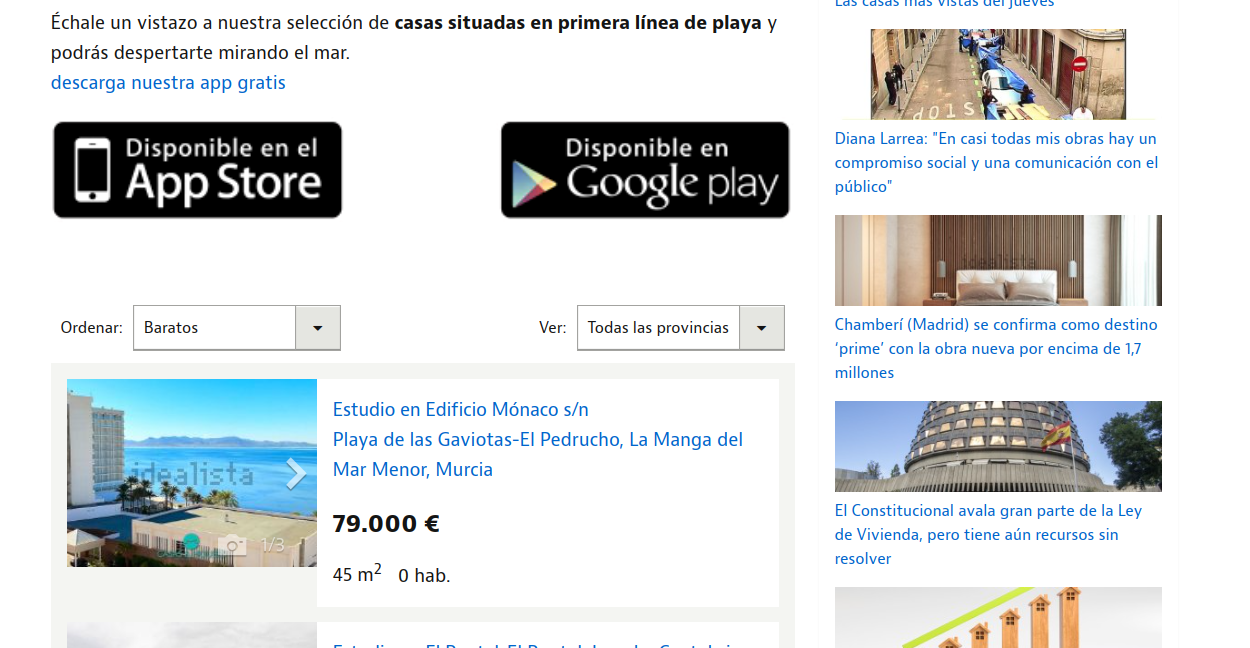 Échale un vistazo a nuestra selección de casas situadas en primera línea de playa y
podrás despertarte mirando el mar.
descarga nuestra app gratis
Disponible en el
App Store
Disponible en
Google play
Ordenar:
Baratos
Ver:
Todas las provincias
idealista
1/3
Estudio en Edificio Mónaco s/n
Playa de las Gaviotas-El Pedrucho, La Manga del
Mar Menor, Murcia
79.000 €
45 m²
0 hab.
Las casas más vistas del jueves
STOP
Diana Larrea: "En casi todas mis obras hay un
compromiso social y una comunicación con el
público"
idealista
Chamberí (Madrid) se confirma como destino
‘prime’ con la obra nueva por encima de 1,7
millones
El Constitucional avala gran parte de la Ley
de Vivienda, pero tiene aún recursos sin
resolver